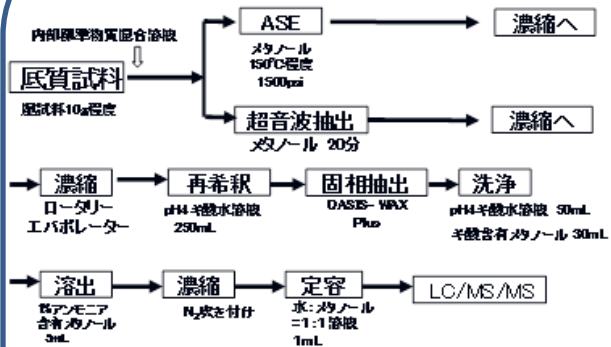 内部標準物質混合溶液
底質試料
湿試料10g程度
ASE
メタノール
150℃程度
1500psi
濃縮へ
超音波抽出
メタノール 20分
濃縮へ
濃縮
ロータリー
エバポレーター
再希釈
pH4ギ酸水溶液
250mL
固相抽出
OASIS-WAX
Plus
洗浄
pH4ギ酸水溶液 50mL
ギ酸含有メタノール 30mL
溶出
アンモニア
含有メタノール
5mL
濃縮
N₂吹き付け
定容
水:メタノール
=1:1溶液
1mL
LC/MS/MS